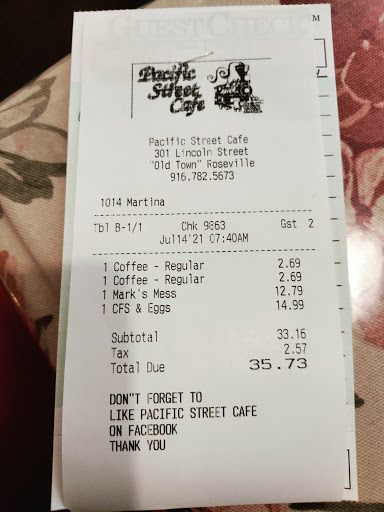 GUEST CHECK
M
Pacific
Street
Cafe
Pacific Street Cafe
301 Lincoln Street
"Old Town" Roseville
916.782.5673
1014 Martina
Tbl B-1/1 Chk 9863 Gst 2
Jul14'21 07:40AM
1 Coffee - Regular 2.69
1 Coffee - Regular 2.69
1 Mark's Mess 12.79
1 CFS & Eggs 14.99
Subtotal 33.16
Tax 2.57
Total Due 35.73
DON"T FORGET TO
LIKE PACIFIC STREET CAFE
ON FACEBOOK
THANK YOU